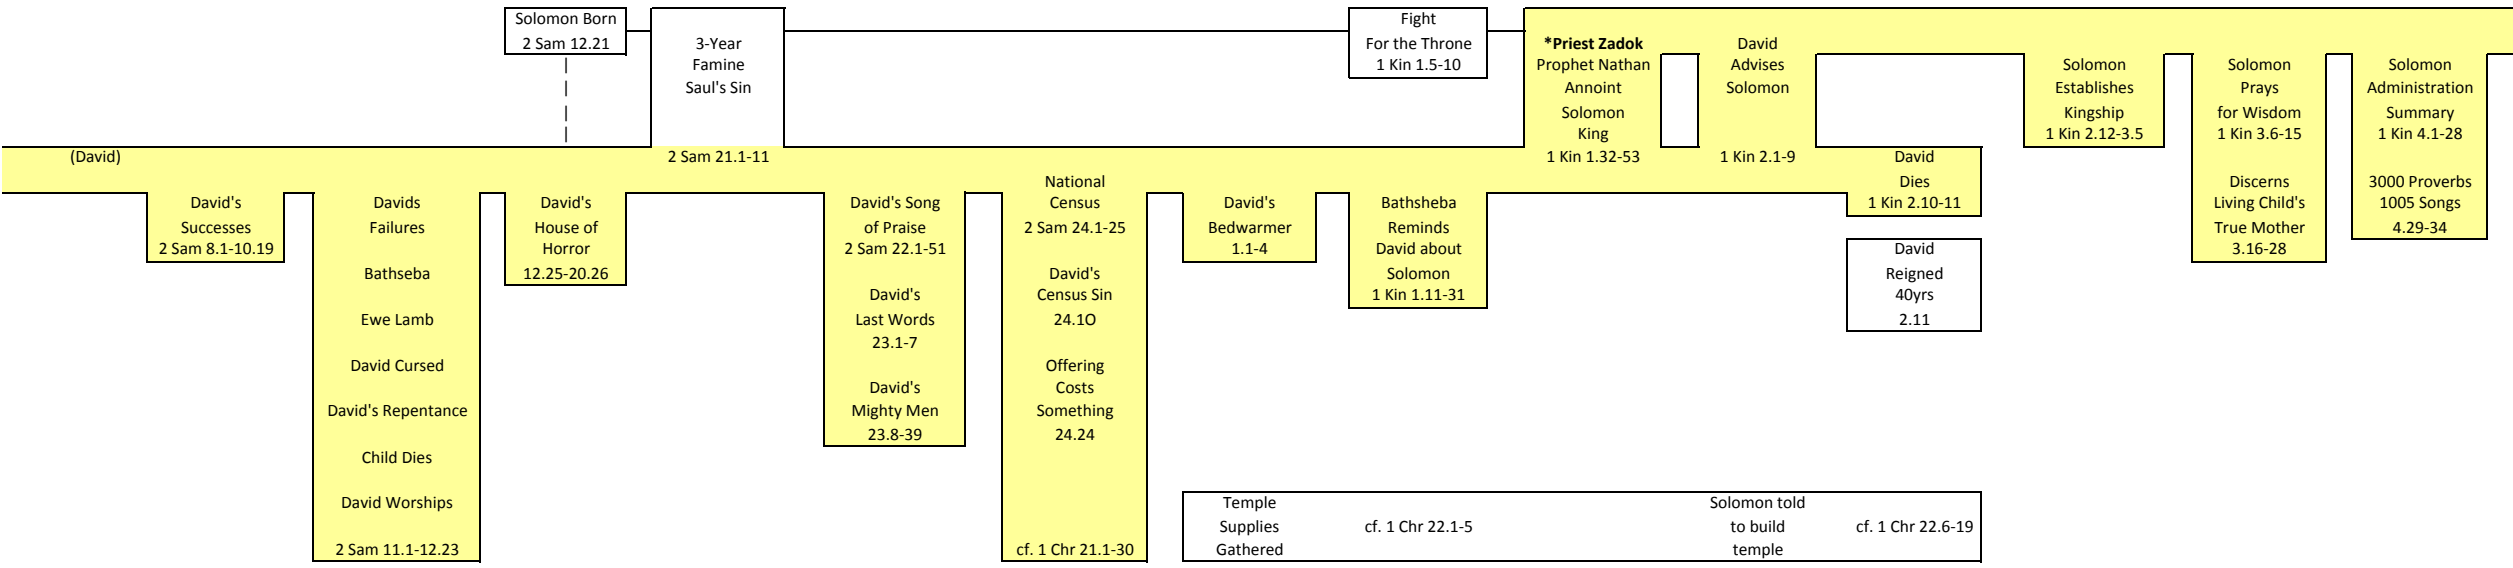 Solomon Born
2 Sam 12.21
3-Year
Famine
Saul's Sin
2 Sam 21.1-11
Fight
For the Throne
1 Kin 1.5-10
*Priest Zadok
Prophet Nathan
Annoint
Solomon
King
1 Kin 1.32-53
David
Advises
Solomon
1 Kin 2.1-9
Solomon
Establishes
Kingship
1 Kin 2.12-3.5
Solomon
Prays
for Wisdom
1 Kin 3.6-15
Discerns
Living Child's
True Mother
3.16-28
Solomon
Administration
Summary
1 Kin 4.1-28
3000 Proverbs
1005 Songs
4.29-34
(David)
David's
Successes
2 Sam 8.1-10.19
Davids
Failures
Bathseba
Ewe Lamb
David Cursed
David's Repentance
Child Dies
David Worships
2 Sam 11.1-12.23
David's
House of
Horror
12.25-20.26
David's Song
of Praise
2 Sam 22.1-51
David's
Last Words
23.1-7
David's
Mighty Men
23.8-39
National
Census
2 Sam 24.1-25
David's
Census Sin
24.1O
Offering
Costs
Something
24.24
cf. 1 Chr 21.1-30
David's
Bedwarmer
1.1-4
Bathsheba
Reminds
David about
Solomon
1 Kin 1.11-31
David
Dies
1 Kin 2.10-11
David
Reigned
40yrs
2.11
Temple
Supplies
Gathered
cf. 1 Chr 22.1-5
Solomon told
to build
temple
cf. 1 Chr 22.6-19